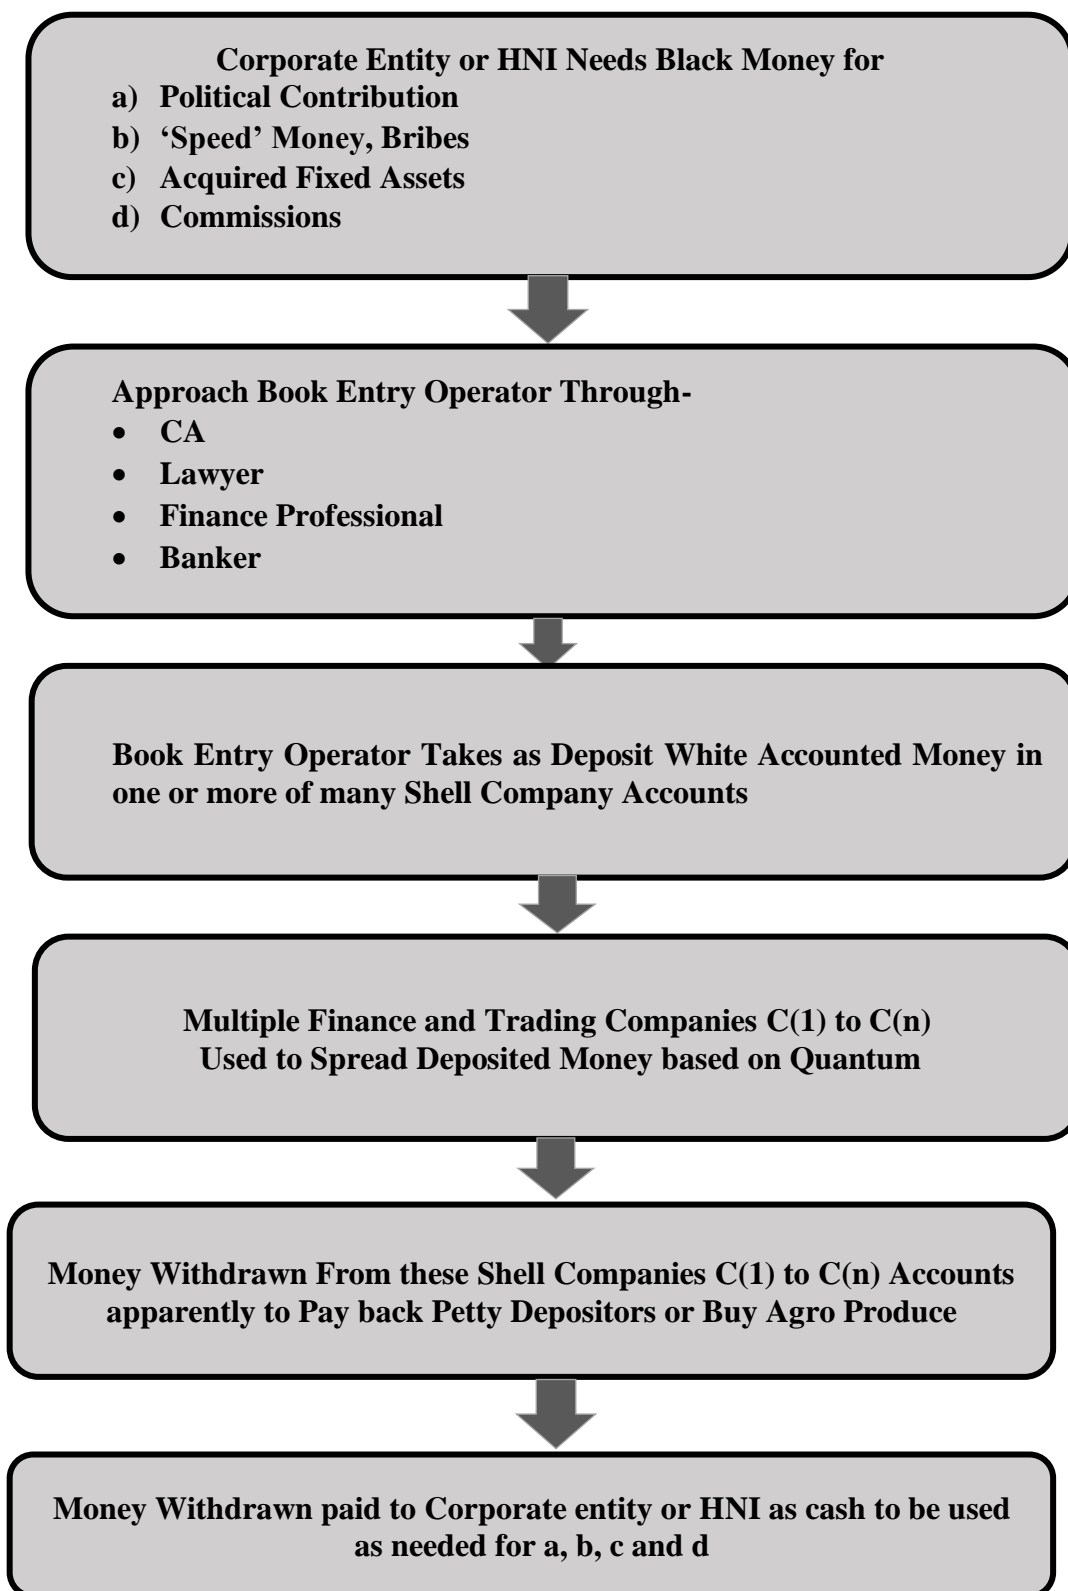 Corporate Entity or HNI Needs Black Money for
a) Political Contribution
b) ‘Speed’ Money, Bribes
c) Acquired Fixed Assets
d) Commissions
Approach Book Entry Operator Through-
• CA
• Lawyer
• Finance Professional
• Banker
Book Entry Operator Takes as Deposit White Accounted Money in
one or more of many Shell Company Accounts
Multiple Finance and Trading Companies C(1) to C(n)
Used to Spread Deposited Money based on Quantum
Money Withdrawn From these Shell Companies C(1) to C(n) Accounts
apparently to Pay back Petty Depositors or Buy Agro Produce
Money Withdrawn paid to Corporate entity or HNI as cash to be used
as needed for a, b, c and d